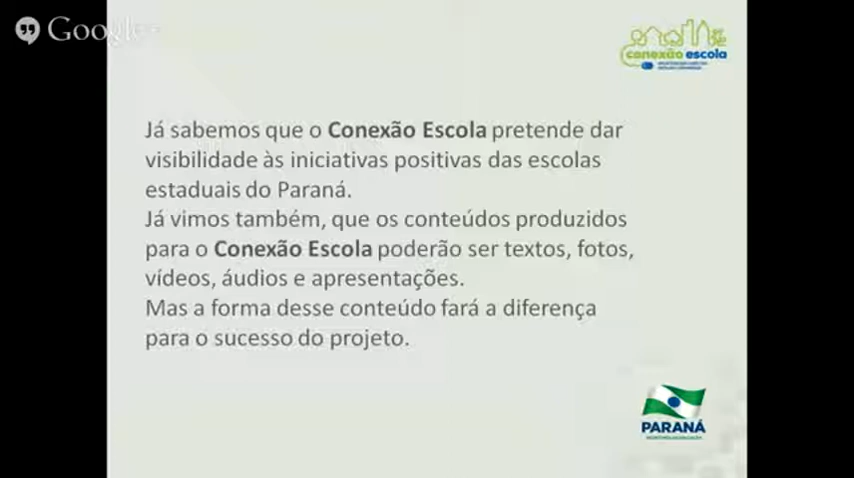 Google+
conexão escola
Já sabemos que o Conexão Escola pretende dar
visibilidade às iniciativas positivas das escolas
estaduais do Paraná.
Já vimos também, que os conteúdos produzidos
para o Conexão Escola poderão ser textos, fotos,
vídeos, áudios e apresentações.
Mas a forma desse conteúdo fará a diferença
para o sucesso do projeto.
PARANÁ